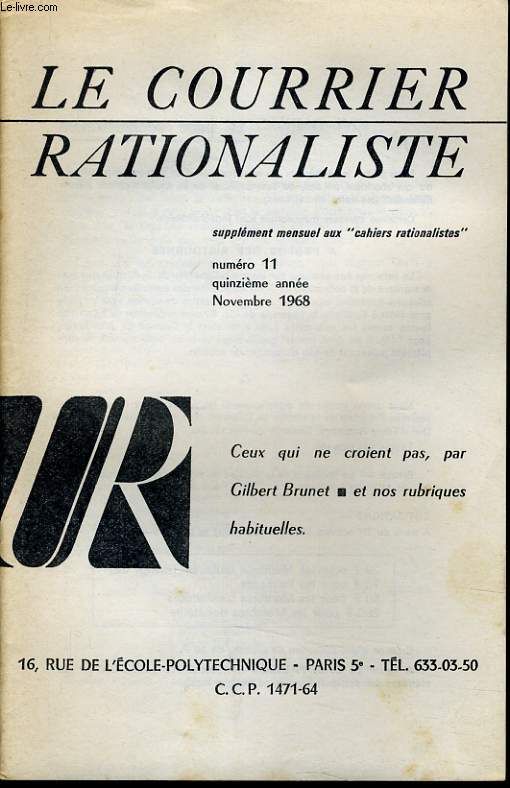 Le-livre.com
LE COURRIER
RATIONALISTE
supplément mensuel aux "cahiers rationalistes"
numéro 11
quinzième année
Novembre 1968
UR
Ceux qui ne croient pas, par
Gilbert Brunet ■ et nos rubriques
habituelles.
16, RUE DE L'ÉCOLE-POLYTECHNIQUE - PARIS 5e - TÉL. 633-03-50
C.C.P. 1471-64